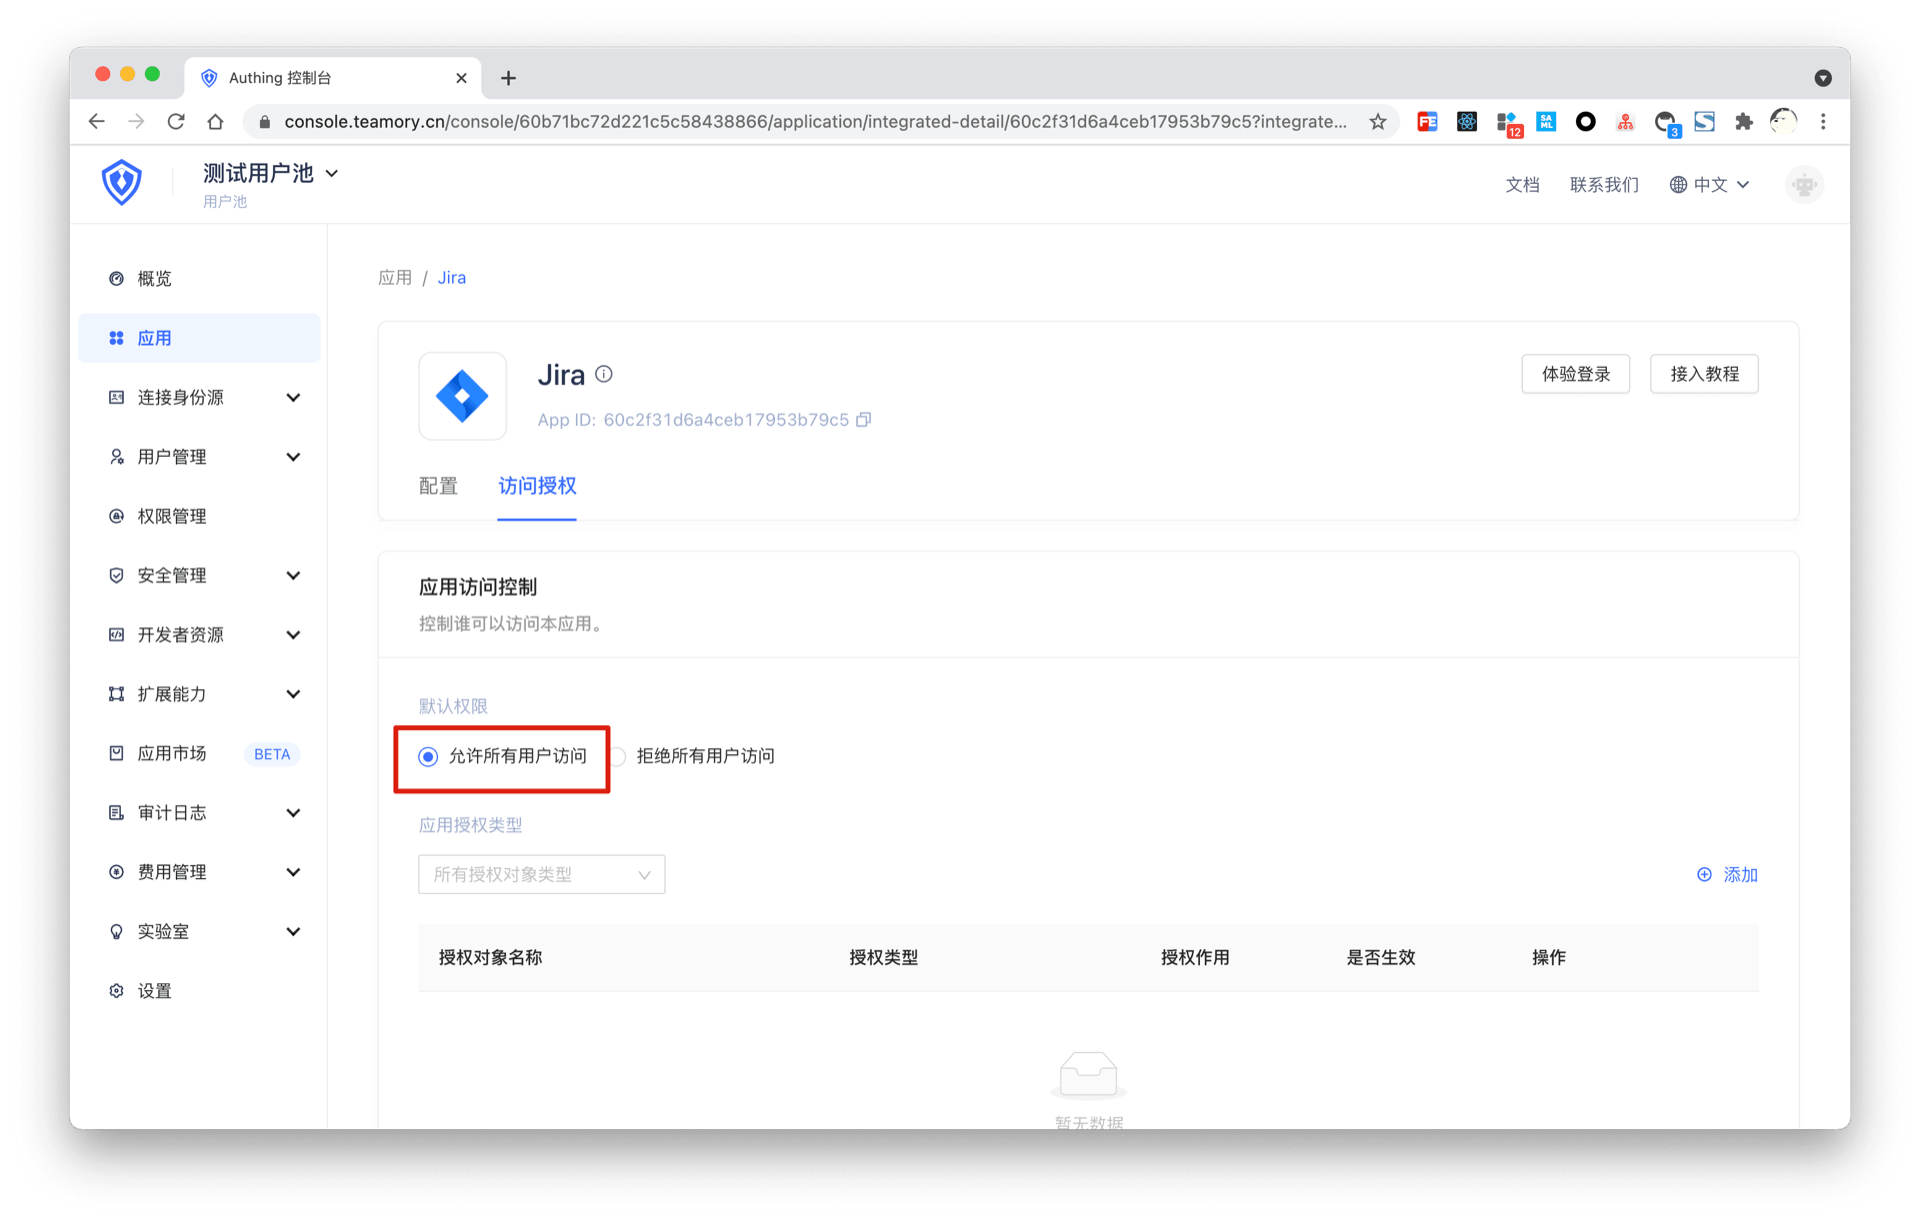 Authing 控制台
console.teamory.cn/console/60b71bc72d221c5c58438866/application/integrated-detail/60c2f31d6a4ceb17953b79c5?integrate...
12
SA
ML
3
测试用户池
用户池
文档 联系我们 中文
概览
应用
连接身份源
用户管理
权限管理
安全管理
开发者资源
扩展能力
应用市场 BETA
审计日志
费用管理
实验室
设置
应用 / Jira
Jira
App ID: 60c2f31d6a4ceb17953b79c5
体验登录 接入教程
配置 访问授权
应用访问控制
控制谁可以访问本应用。
默认权限
允许所有用户访问 拒绝所有用户访问
应用授权类型
所有授权对象类型
添加
授权对象名称 授权类型 授权作用 是否生效 操作
暂无数据